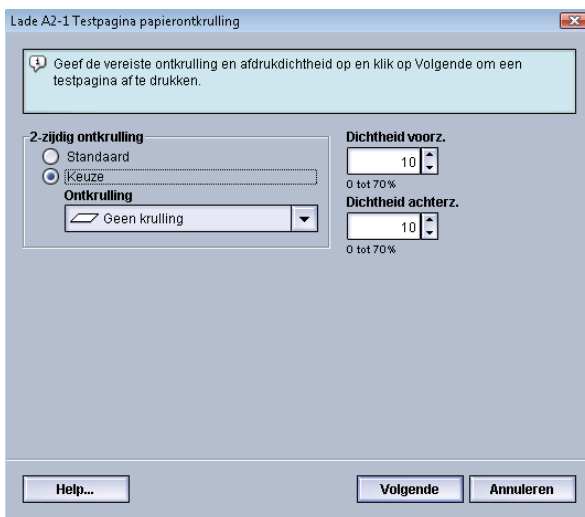 Lade A2-1 Testpagina papierontkrulling
Geef de vereiste ontkrulling en afdrukdichtheid op en klik op Volgende om een
testpagina af te drukken.
2-zijdig ontkrulling
Standaard
Keuze
Ontkrulling
Geen krulling
Dichtheid voorz.
10
0 tot 70%
Dichtheid achterz.
10
0 tot 70%
Help...
Volgende
Annuleren